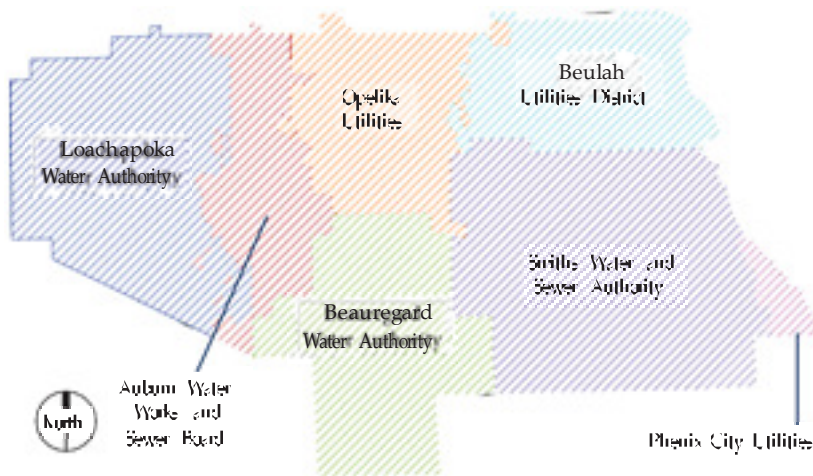 Opelika
Utilities
Beulah
Utilities District
Loachapoka
Water Authority
Smiths Water and
Sewer Authority
Beauregard
Water Authority
North
Auburn Water
Works and
Sewer Board
Phenix City Utilities